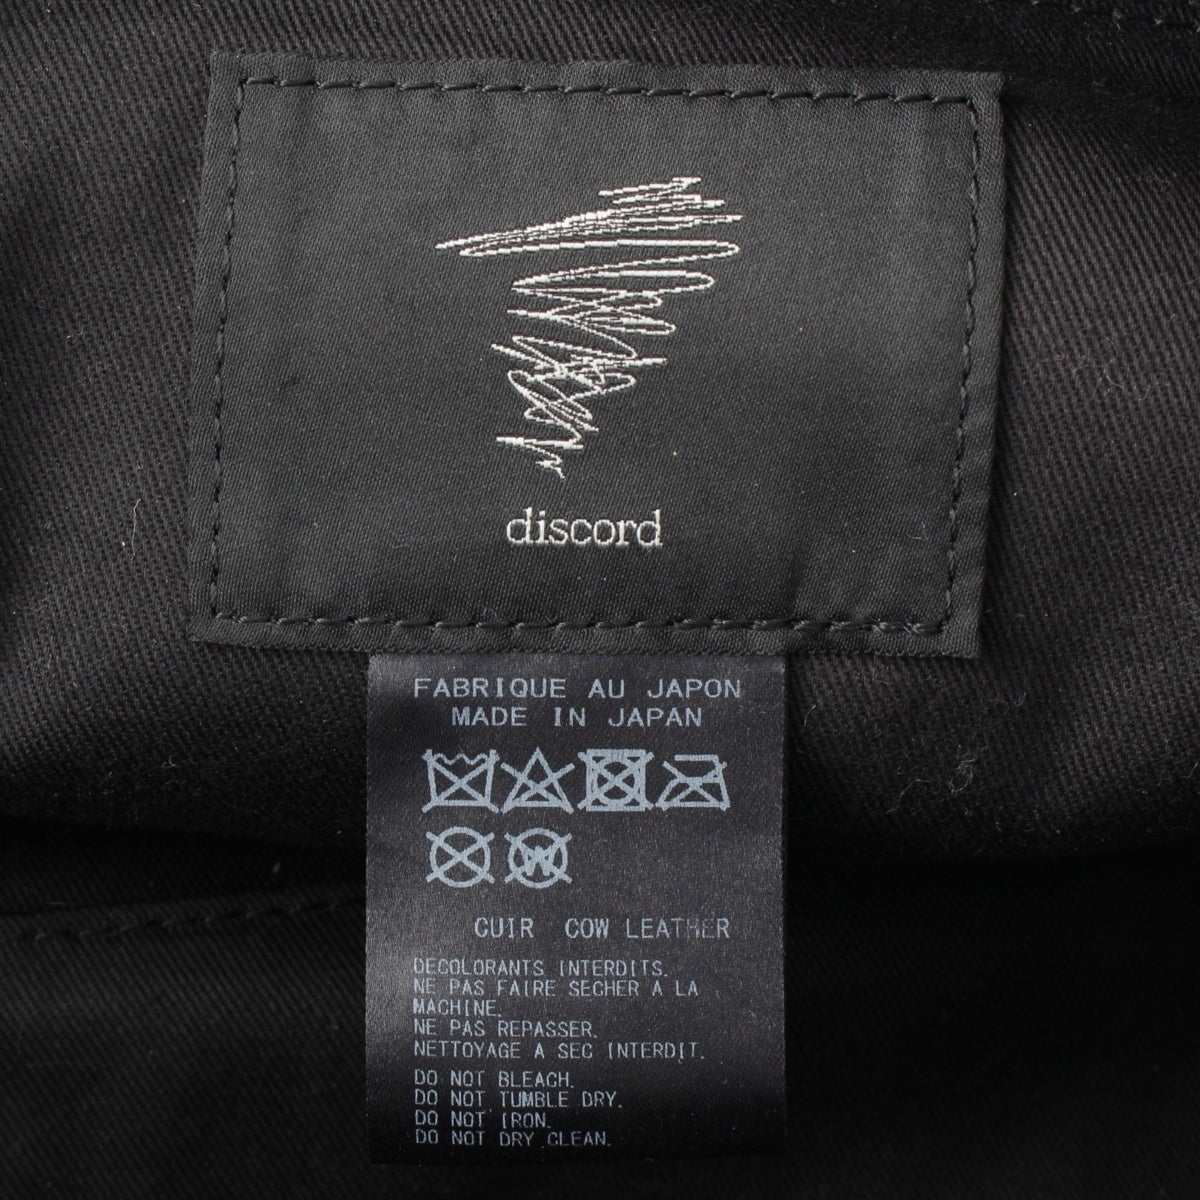 discord
FABRIQUE AU JAPON
MADE IN JAPAN
W
CUIR COW LEATHER
DECOLORANTS INTERDITS.
NE PAS FAIRE SECHER A LA
MACHINE.
NE PAS REPASSER.
NETTOYAGE A SEC INTERDIT.
DO NOT BLEACH.
DO NOT TUMBLE DRY.
DO NOT IRON.
DO NOT DRY CLEAN.